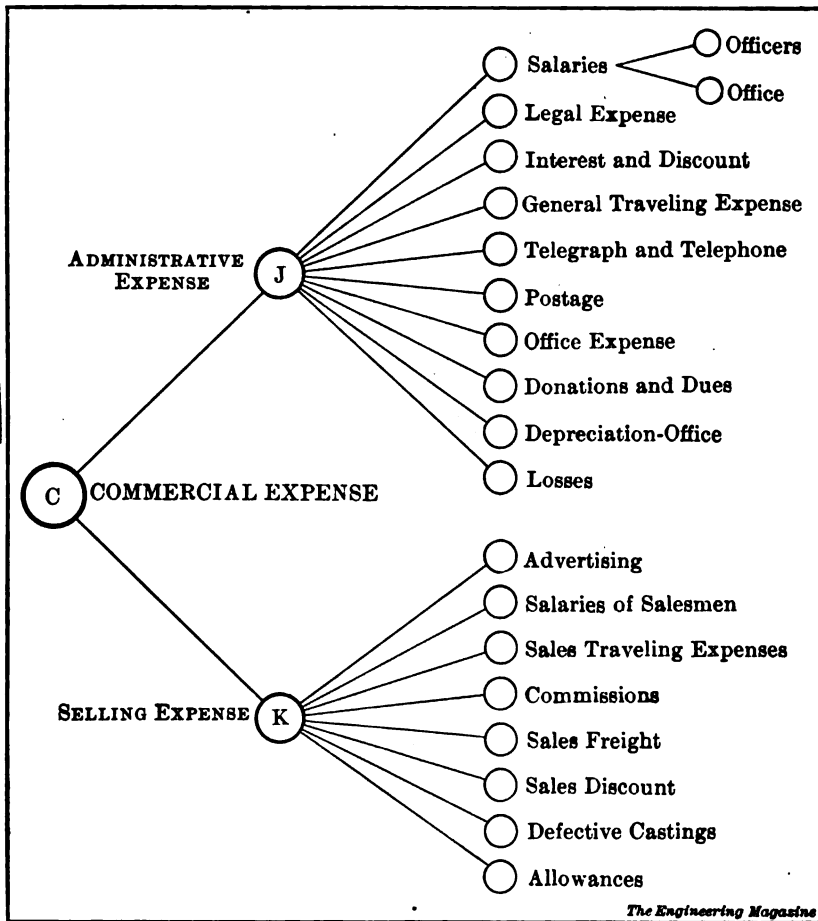 Salaries
Officers
Office
Legal Expense
Interest and Discount
General Traveling Expense
Telegraph and Telephone
Postage
Office Expense
Donations and Dues
Depreciation-Office
Losses
ADMINISTRATIVE
EXPENSE
J
C COMMERCIAL EXPENSE
Advertising
Salaries of Salesmen
Sales Traveling Expenses
Commissions
Sales Freight
Sales Discount
Defective Castings
Allowances
SELLING EXPENSE K
The Engineering Magazine